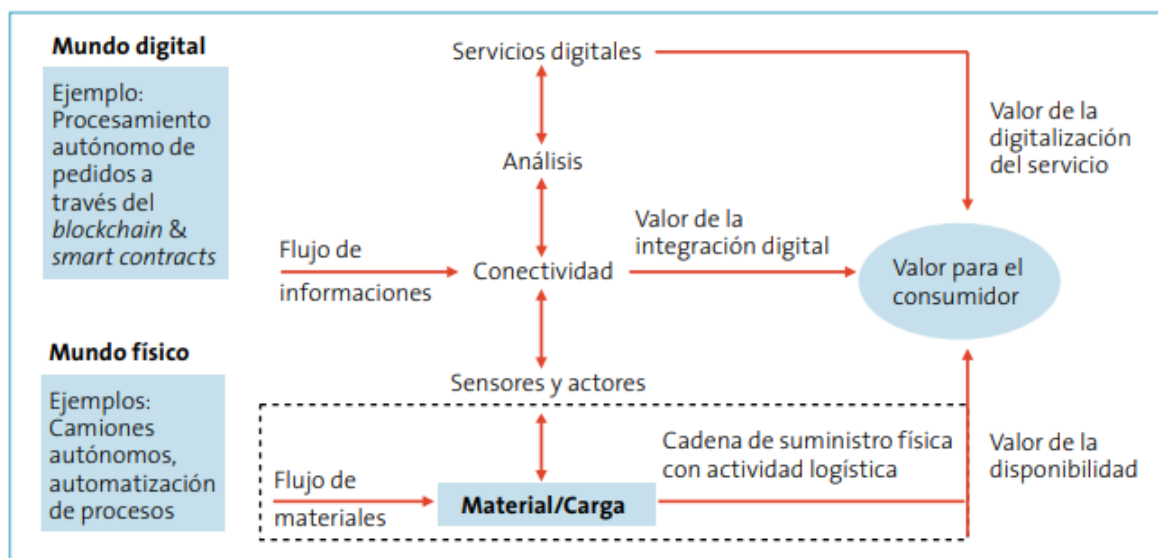 Mundo digital
Ejemplo:
Procesamiento
autónomo de
pedidos a
través del
blockchain &
smart contracts
Servicios digitales
Análisis
Flujo de
informaciones
Conectividad
Valor de la
integración digital
Valor de la
digitalización
del servicio
Valor para el
consumidor
Mundo físico
Ejemplos:
Camiones
autónomos,
automatización
de procesos
Sensores y actores
Flujo de
materiales
Material/Carga
Cadena de suministro física
con actividad logística
Valor de la
disponibilidad